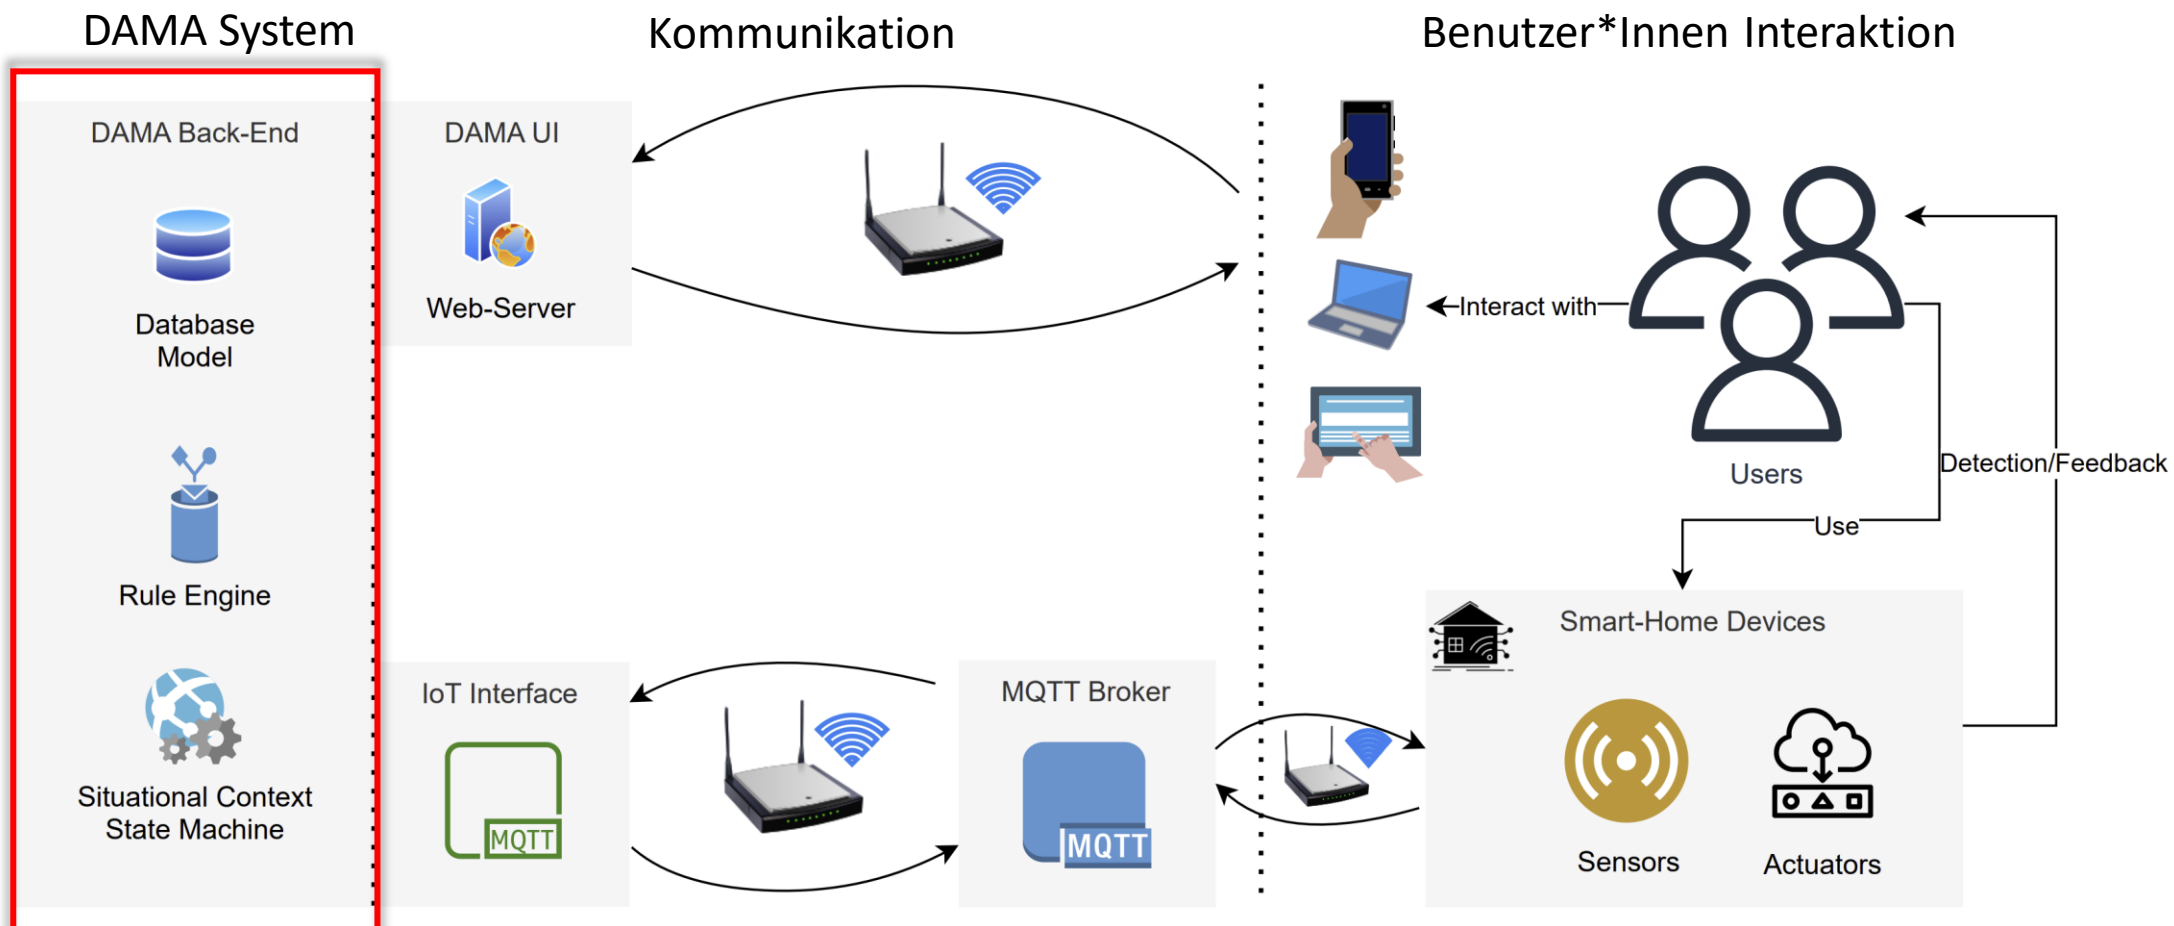 DAMA System
Kommunikation
Benutzer*Innen Interaktion
DAMA Back-End
DAMA UI
Database
Model
Web-Server
Interact with
Users
Detection/Feedback
Use
Rule Engine
Smart-Home Devices
IoT Interface
MQTT Broker
Situational Context
State Machine
MQTT
MQTT
Sensors
Actuators